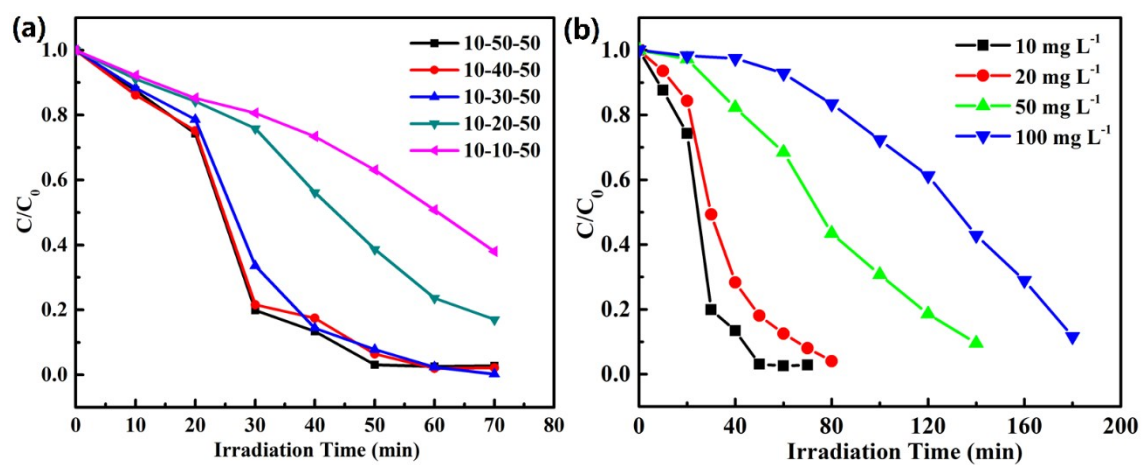 (a)
10-50-50
10-40-50
10-30-50
10-20-50
10-10-50
C/C₀
1.0
0.8
0.6
0.4
0.2
0.0
0 10 20 30 40 50 60 70 80
Irradiation Time (min)
(b)
10 mg L⁻¹
20 mg L⁻¹
50 mg L⁻¹
100 mg L⁻¹
C/C₀
1.0
0.8
0.6
0.4
0.2
0.0
0 40 80 120 160 200
Irradiation Time (min)